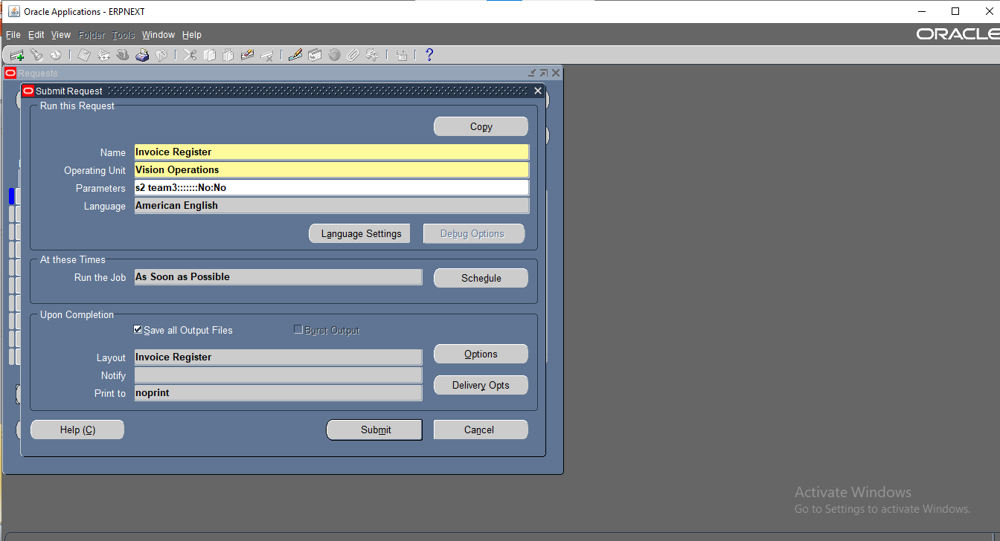 Oracle Applications - ERPNEXT
File Edit View Folder Tools Window Help
ORACLE
Requests
Submit Request
Run this Request
Copy
Name Invoice Register
Operating Unit Vision Operations
Parameters s2 team3:::::::No:No
Language American English
Language Settings Debug Options
At these Times
Run the Job As Soon as Possible Schedule
Upon Completion
Save all Output Files Burst Output
Layout Invoice Register Options
Notify
Delivery Opts
Print to noprint
Help (C) Submit Cancel
Activate Windows
Go to Settings to activate Windows.